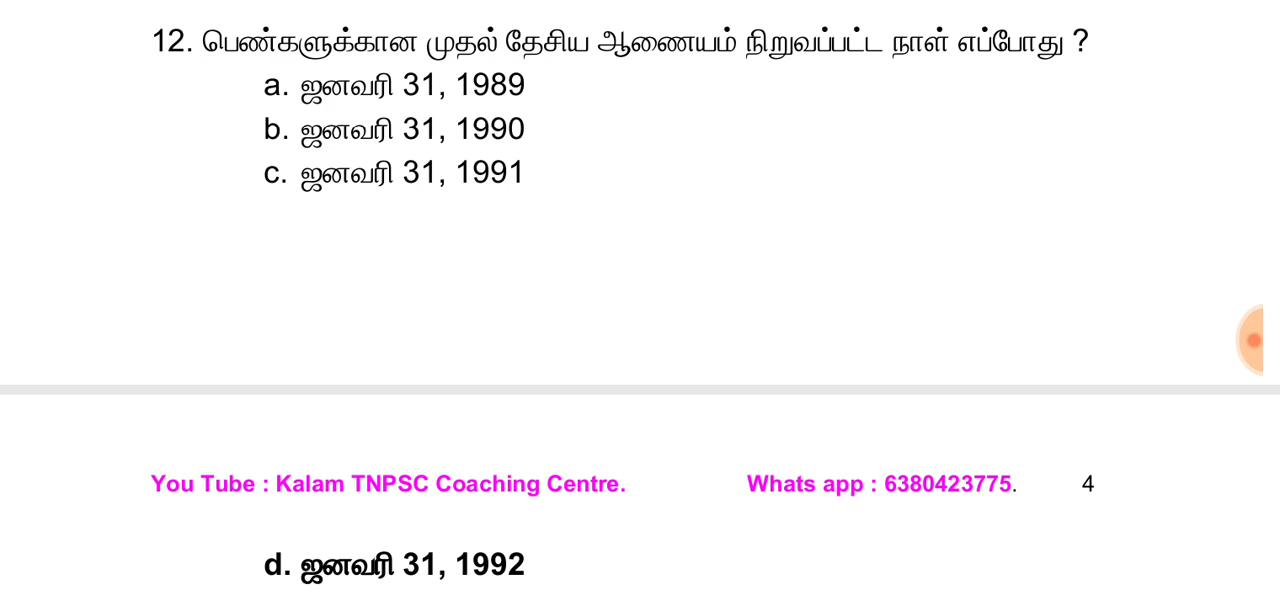 12. பெண்களுக்கான முதல் தேசிய ஆணையம் நிறுவப்பட்ட நாள் எப்போது ?
a. ஜனவரி 31, 1989
b. ஜனவரி 31, 1990
c. ஜனவரி 31, 1991
You Tube : Kalam TNPSC Coaching Centre. Whats app : 6380423775. 4
d. ஜனவரி 31, 1992